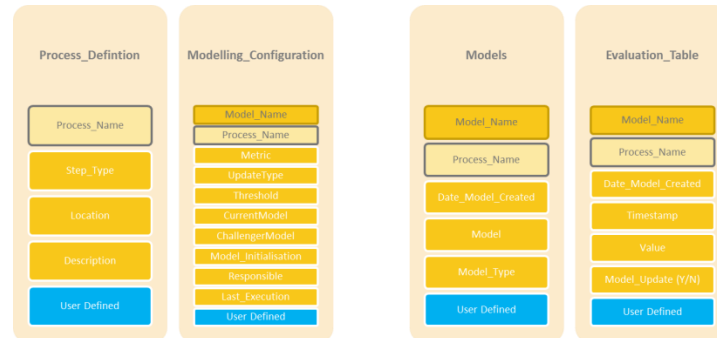 Process_Defintion
Process_Name
Step_Type
Location
Description
User Defined
Modelling_Configuration
Model_Name
Process_Name
Metric
UpdateType
Threshold
CurrentModel
ChallengerModel
Model_Initialisation
Responsible
Last_Execution
User Defined
Models
Model_Name
Process_Name
Date_Model_Created
Model
Model_Type
User Defined
Evaluation_Table
Model_Name
Process_Name
Date_Model_Created
Timestamp
Value
Model_Update (Y/N)
User Defined